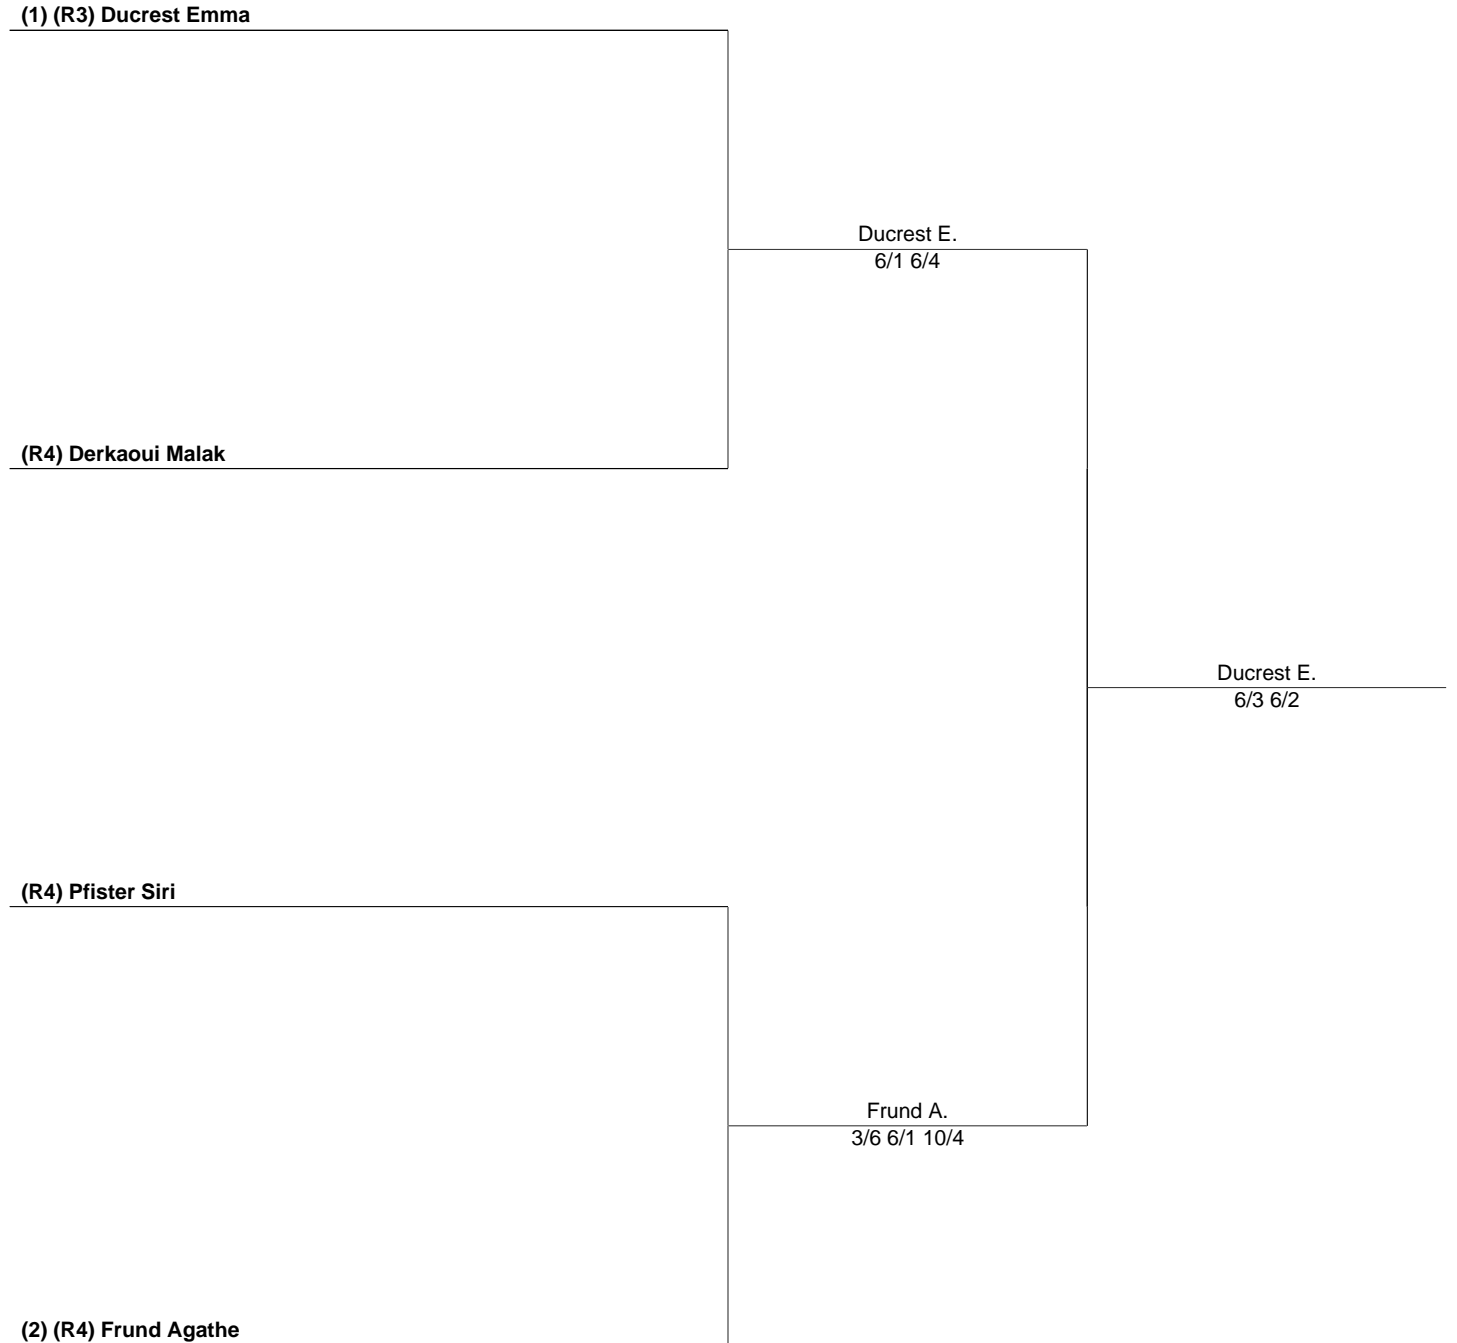 (1) (R3) Ducrest Emma
Ducrest E.
6/1 6/4
(R4) Derkaoui Malak
Ducrest E.
6/3 6/2
(R4) Pfister Siri
Frund A.
3/6 6/1 10/4
(2) (R4) Frund Agathe